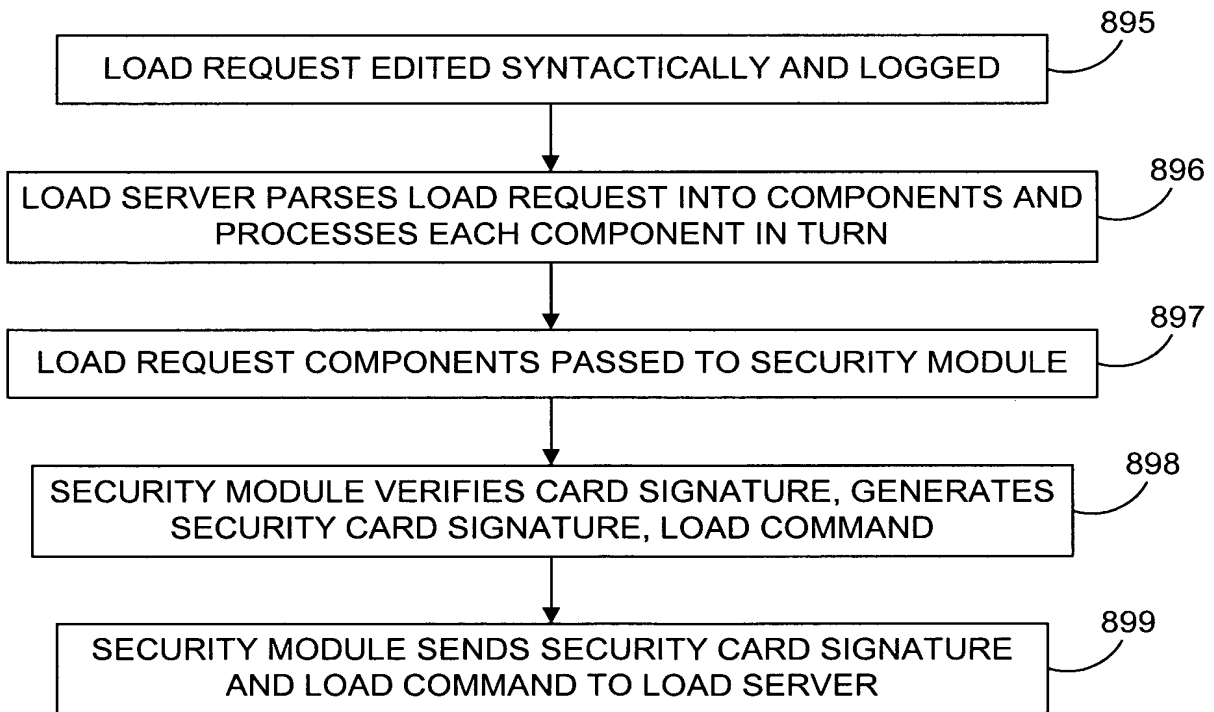 895
LOAD REQUEST EDITED SYNTACTICALLY AND LOGGED
896
LOAD SERVER PARSES LOAD REQUEST INTO COMPONENTS AND
PROCESSES EACH COMPONENT IN TURN
897
LOAD REQUEST COMPONENTS PASSED TO SECURITY MODULE
898
SECURITY MODULE VERIFIES CARD SIGNATURE, GENERATES
SECURITY CARD SIGNATURE, LOAD COMMAND
899
SECURITY MODULE SENDS SECURITY CARD SIGNATURE
AND LOAD COMMAND TO LOAD SERVER